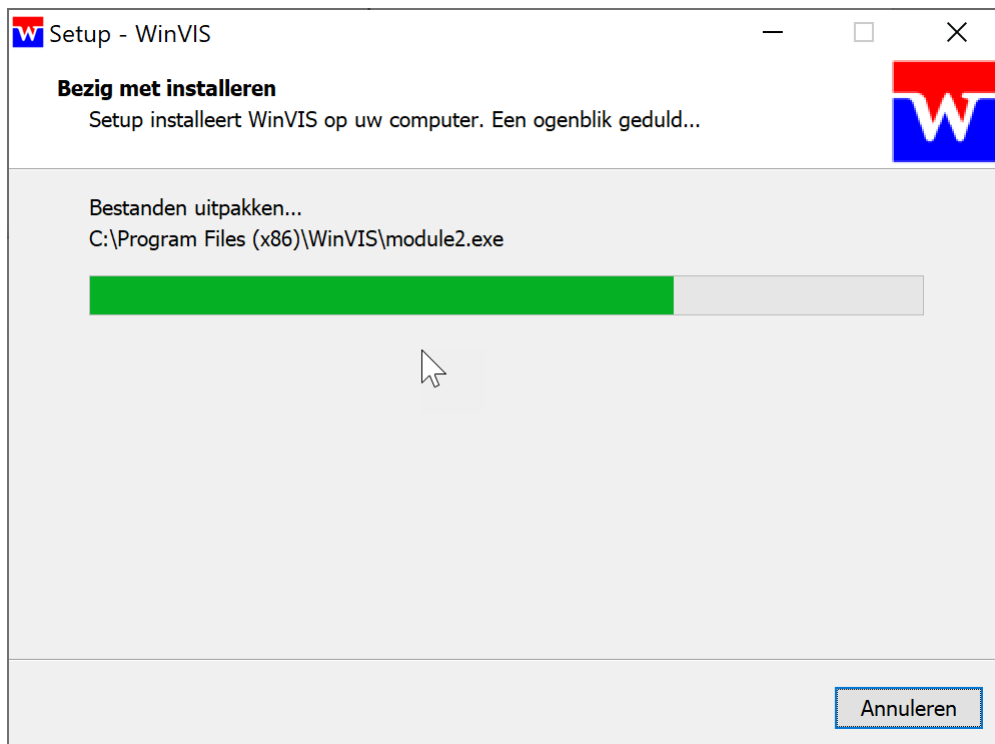 Setup - WinVIS
Bezig met installeren
Setup installeert WinVIS op uw computer. Een ogenblik geduld...
W
Bestanden uitpakken...
C:\Program Files (x86)\WinVIS\module2.exe
Annuleren